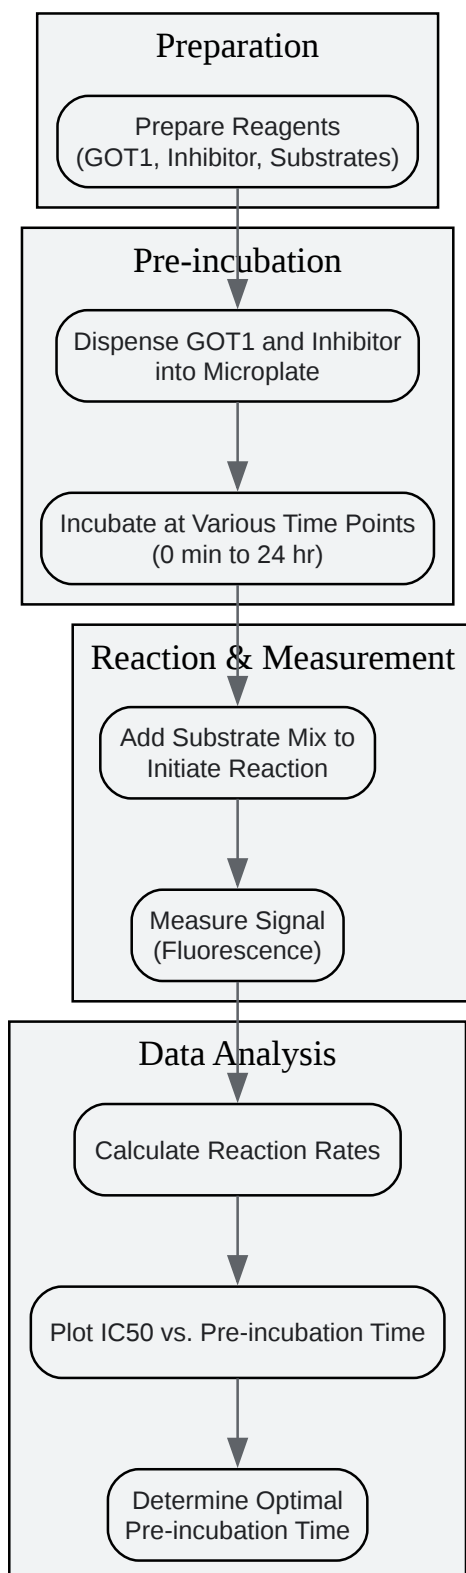 Preparation
Prepare Reagents
(GOT1, Inhibitor, Substrates)
Pre-incubation
Dispense GOT1 and Inhibitor
into Microplate
Incubate at Various Time Points
(0 min to 24 hr)
Reaction & Measurement
Add Substrate Mix to
Initiate Reaction
Measure Signal
(Fluorescence)
Data Analysis
Calculate Reaction Rates
Plot IC50 vs. Pre-incubation Time
Determine Optimal
Pre-incubation Time